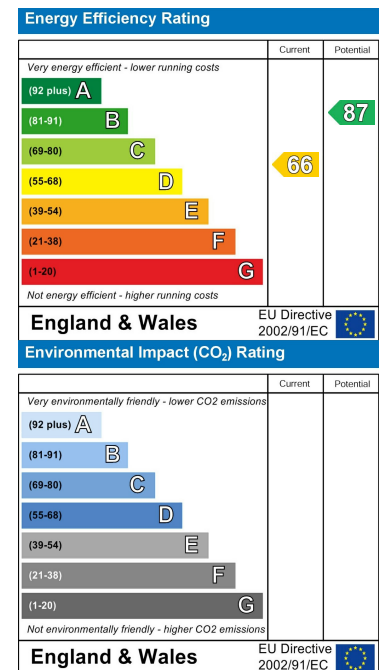 Energy Efficiency Rating
Current Potential
Very energy efficient - lower running costs
(92 plus) A
(81-91) B
87
(69-80) C
66
(55-68) D
(39-54) E
(21-38) F
(1-20) G
Not energy efficient - higher running costs
England & Wales
EU Directive
2002/91/EC
Environmental Impact (CO₂) Rating
Current Potential
Very environmentally friendly - lower CO2 emissions
(92 plus) A
(81-91) B
(69-80) C
(55-68) D
(39-54) E
(21-38) F
(1-20) G
Not environmentally friendly - higher CO2 emissions
England & Wales
EU Directive
2002/91/EC